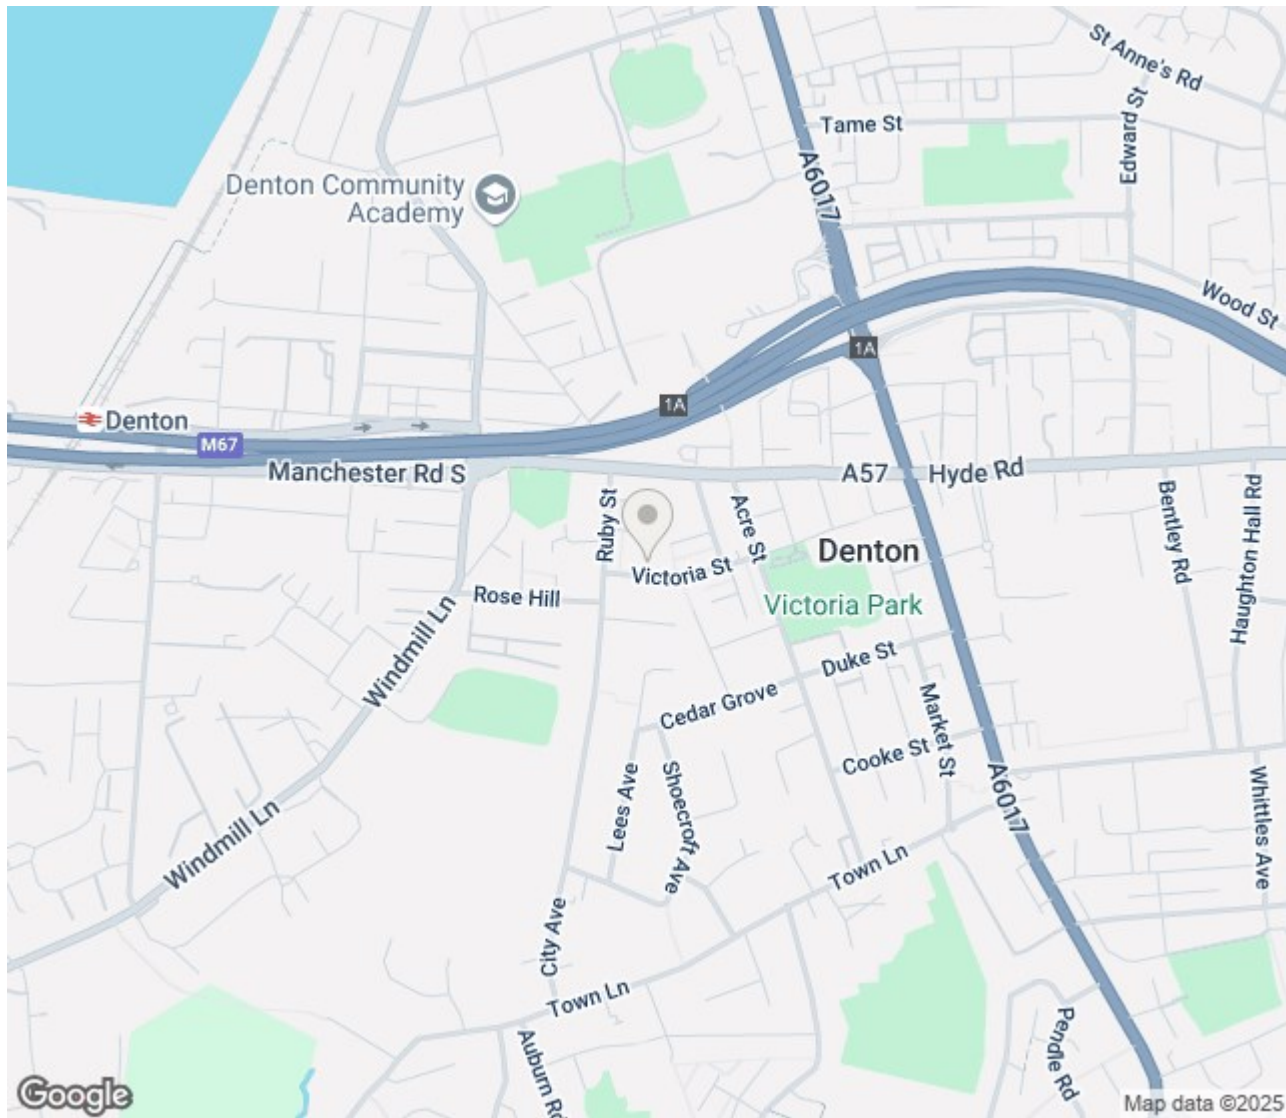 St Anne's Rd
Tame St
Edward St
A6017
Denton Community
Academy
Wood St
1A
1A
Denton
M67
Manchester Rd S
A57
Hyde Rd
Ruby St
Acre St
Bentley Rd
Haughton Hall Rd
Denton
Victoria St
Victoria Park
Rose Hill
Windmill Ln
Duke St
Cedar Grove
Market St
Cooke St
Lees Ave
Shoecroft Ave
A6017
Whittles Ave
Windmill Ln
Town Ln
City Ave
Town Ln
Auburn Rd
Pendle Rd
Google
Map data ©2025